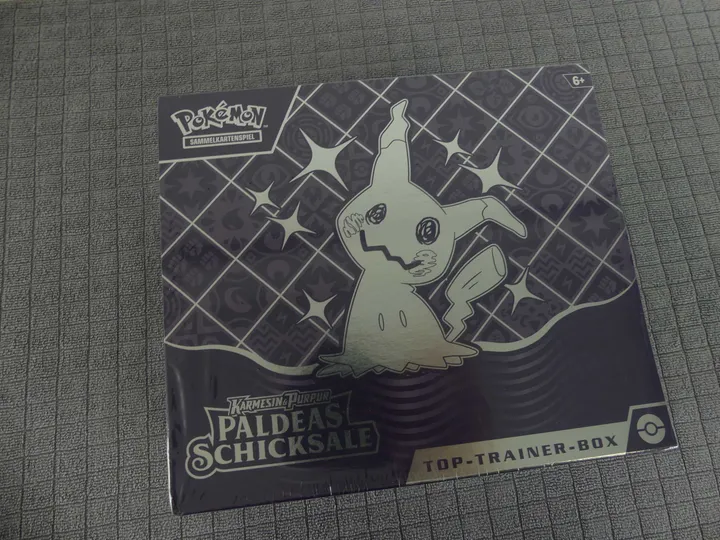 6+
Pokémon
SAMMELKARTENSPIEL
KARMESIN & PURPUR
PALDEAS
SCHICKSALE
TOP-TRAINER-BOX